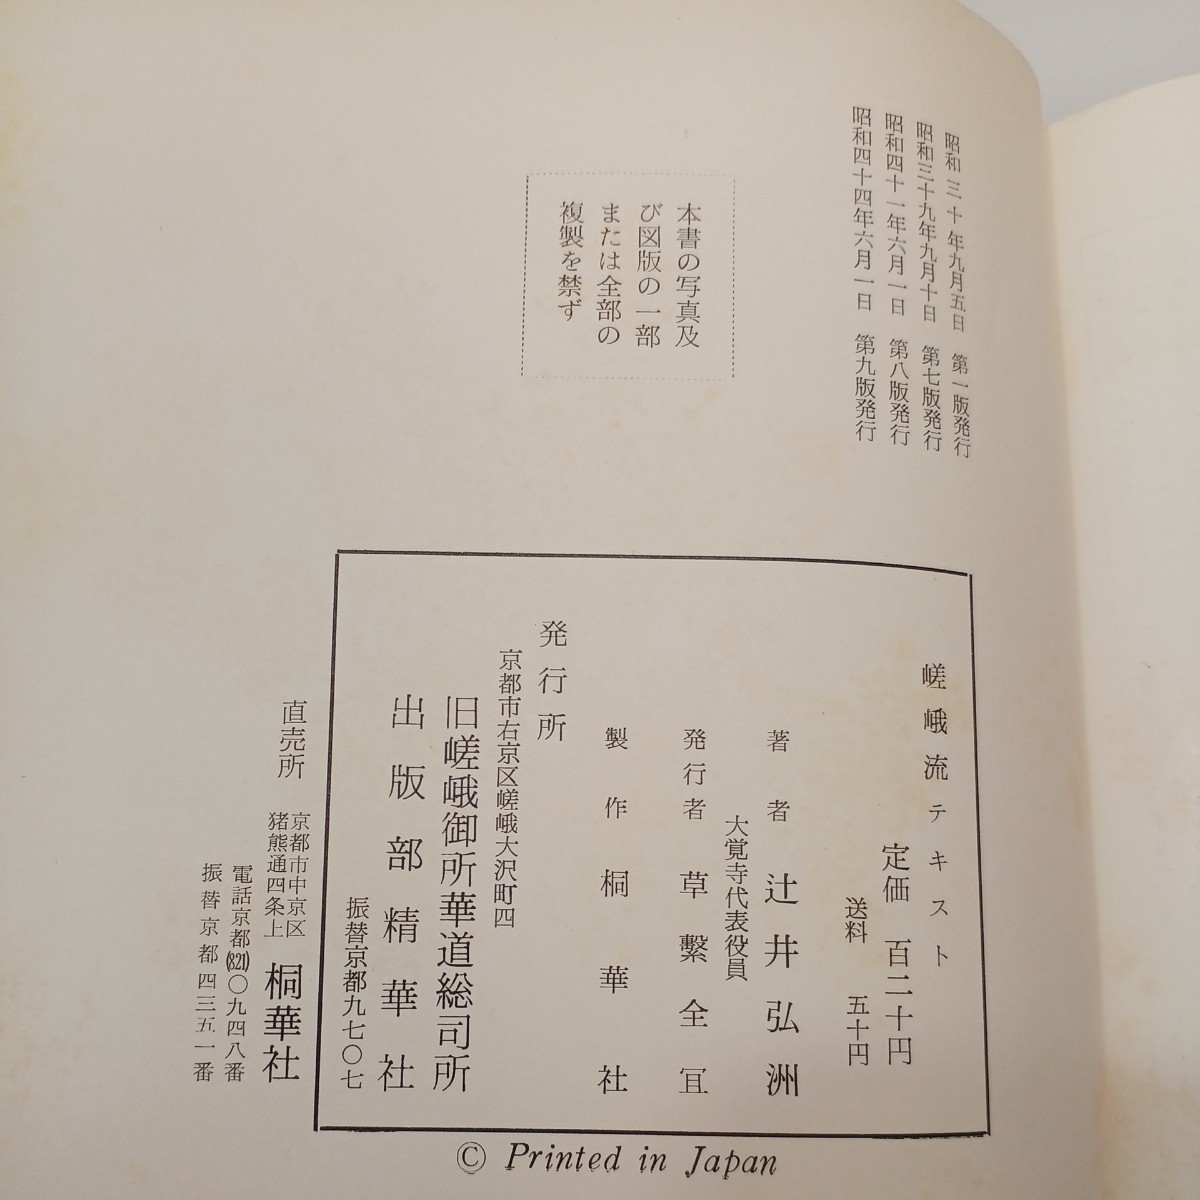 昭和三十年九月五日 第一版発行
昭和三十九年九月十日 第七版発行
昭和四十一年六月一日 第八版発行
昭和四十四年六月一日 第九版発行
本書の写真及
び図版の一部
または全部の
複製を禁ず
嵯峨流テキスト
定価 百二十円
送料 五十円
著者 辻井弘洲
大覚寺代表役員
発行者 草繫全冝
製作 桐華社
発行所
京都市右京区嵯峨大沢町四
旧嵯峨御所華道総司所
出版部精華社
振替京都九七〇七
直売所
京都市中京区
猪熊通四条上
桐華社
電話京都(821)〇九四八番
振替京都四三五一番
© Printed in Japan